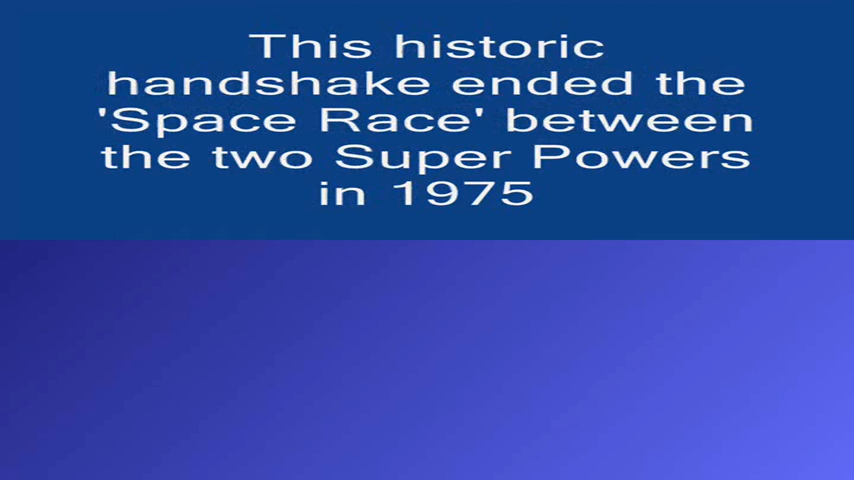 This historic
handshake ended the
'Space Race' between
the two Super Powers
in 1975